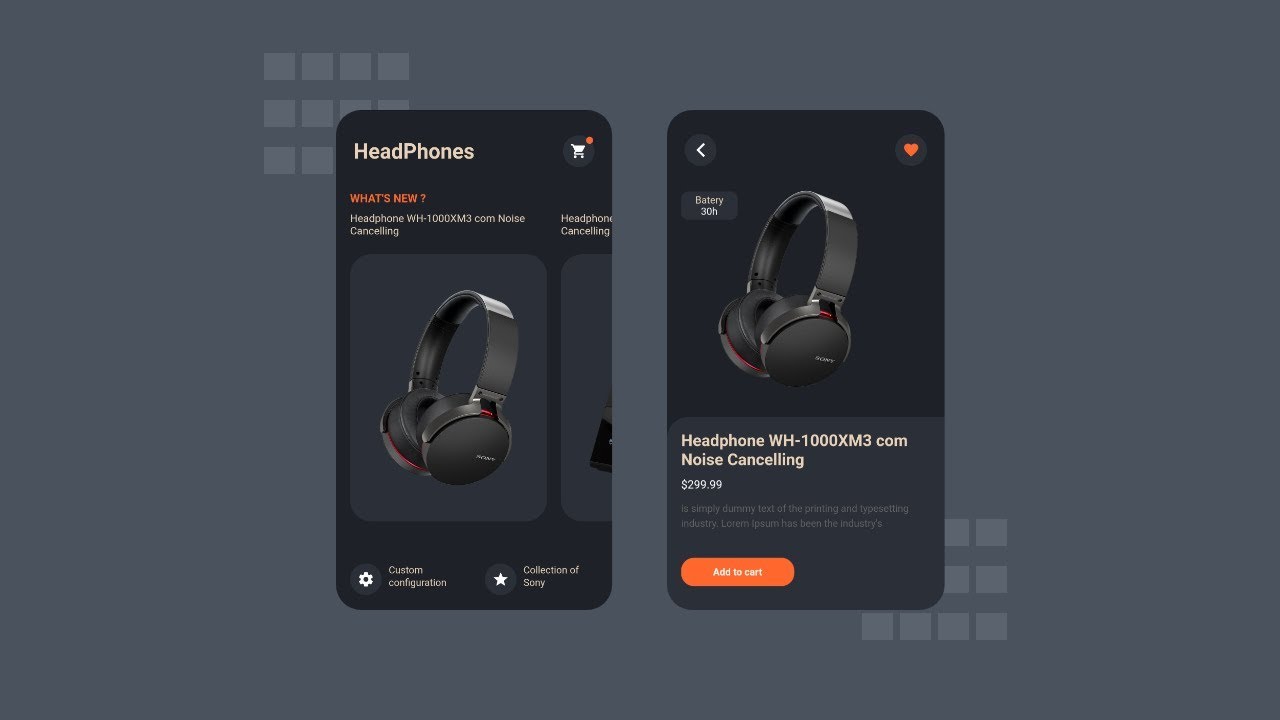 HeadPhones
WHAT'S NEW ?
Headphone WH-1000XM3 com Noise
Cancelling
Headphone
Cancelling
SONY
Custom
configuration
Collection of
Sony
Batery
30h
SONY
Headphone WH-1000XM3 com
Noise Cancelling
$299.99
is simply dummy text of the printing and typesetting
industry. Lorem Ipsum has been the industry's
Add to cart